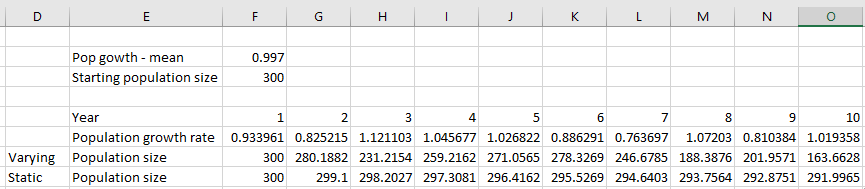 D E F G H I J K L M N O
Pop gowth - mean 0.997
Starting population size 300
Year 1 2 3 4 5 6 7 8 9 10
Population growth rate 0.933961 0.825215 1.121103 1.045677 1.026822 0.886291 0.763697 1.07203 0.810384 1.019358
Varying Population size 300 280.1882 231.2154 259.2162 271.0565 278.3269 246.6785 188.3876 201.9571 163.6628
Static Population size 300 299.1 298.2027 297.3081 296.4162 295.5269 294.6403 293.7564 292.8751 291.9965